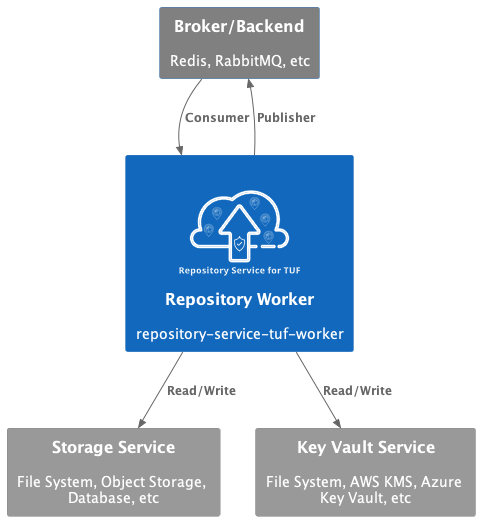 Broker/Backend
Redis, RabbitMQ, etc
Consumer
Publisher
Repository Service for TUF
Repository Worker
repository-service-tuf-worker
Read/Write
Read/Write
Storage Service
File System, Object Storage,
Database, etc
Key Vault Service
File System, AWS KMS, Azure
Key Vault, etc